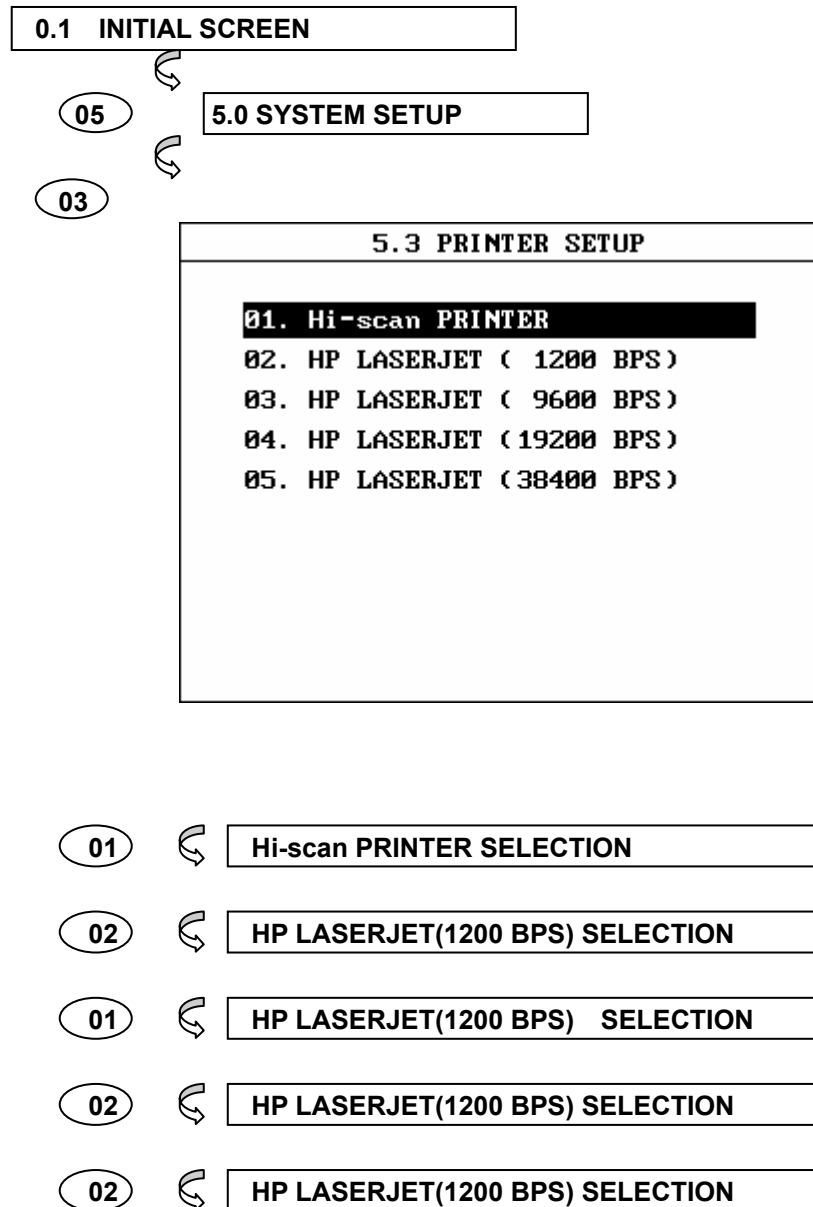 0.1 INITIAL SCREEN
05 5.0 SYSTEM SETUP
03
5.3 PRINTER SETUP
01. Hi-scan PRINTER
02. HP LASERJET ( 1200 BPS)
03. HP LASERJET ( 9600 BPS)
04. HP LASERJET (19200 BPS)
05. HP LASERJET (38400 BPS)
01 Hi-scan PRINTER SELECTION
02 HP LASERJET(1200 BPS) SELECTION
01 HP LASERJET(1200 BPS) SELECTION
02 HP LASERJET(1200 BPS) SELECTION
02 HP LASERJET(1200 BPS) SELECTION